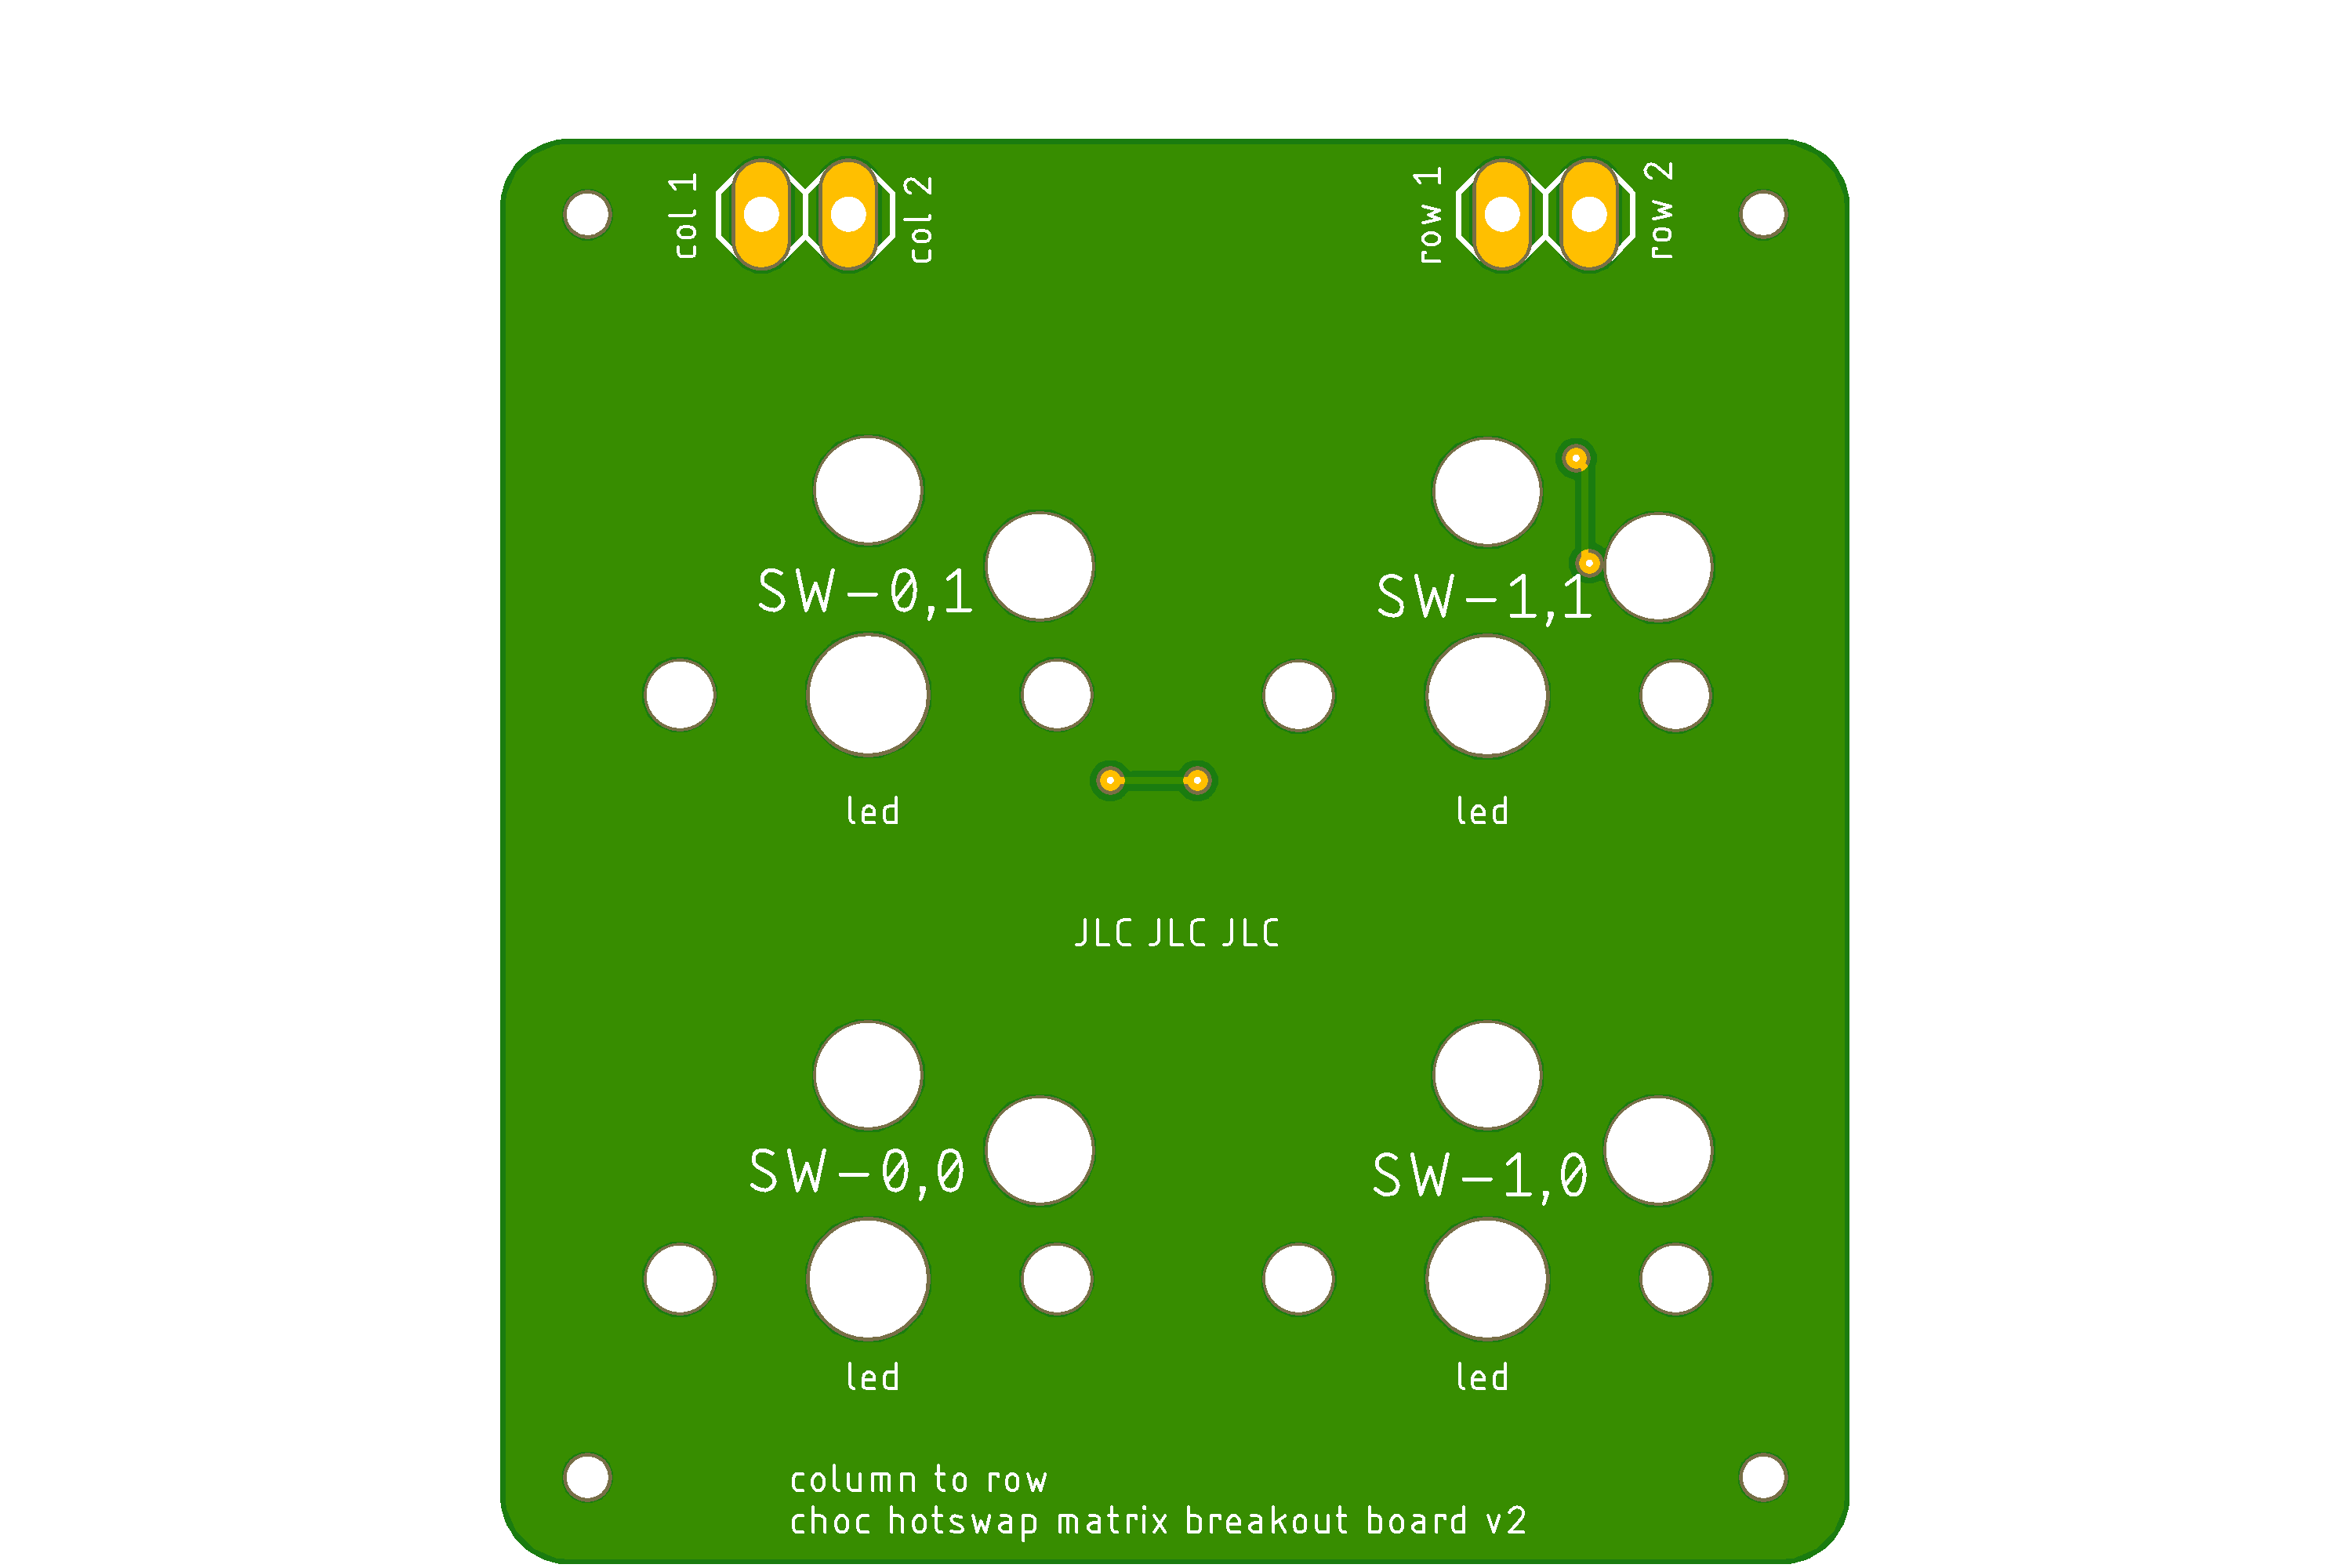 col 1
col 2
row 1
row 2
SW-0,1
SW-1,1
led
led
JLC JLC JLC
SW-0,0
SW-1,0
led
led
column to row
choc hotswap matrix breakout board v2